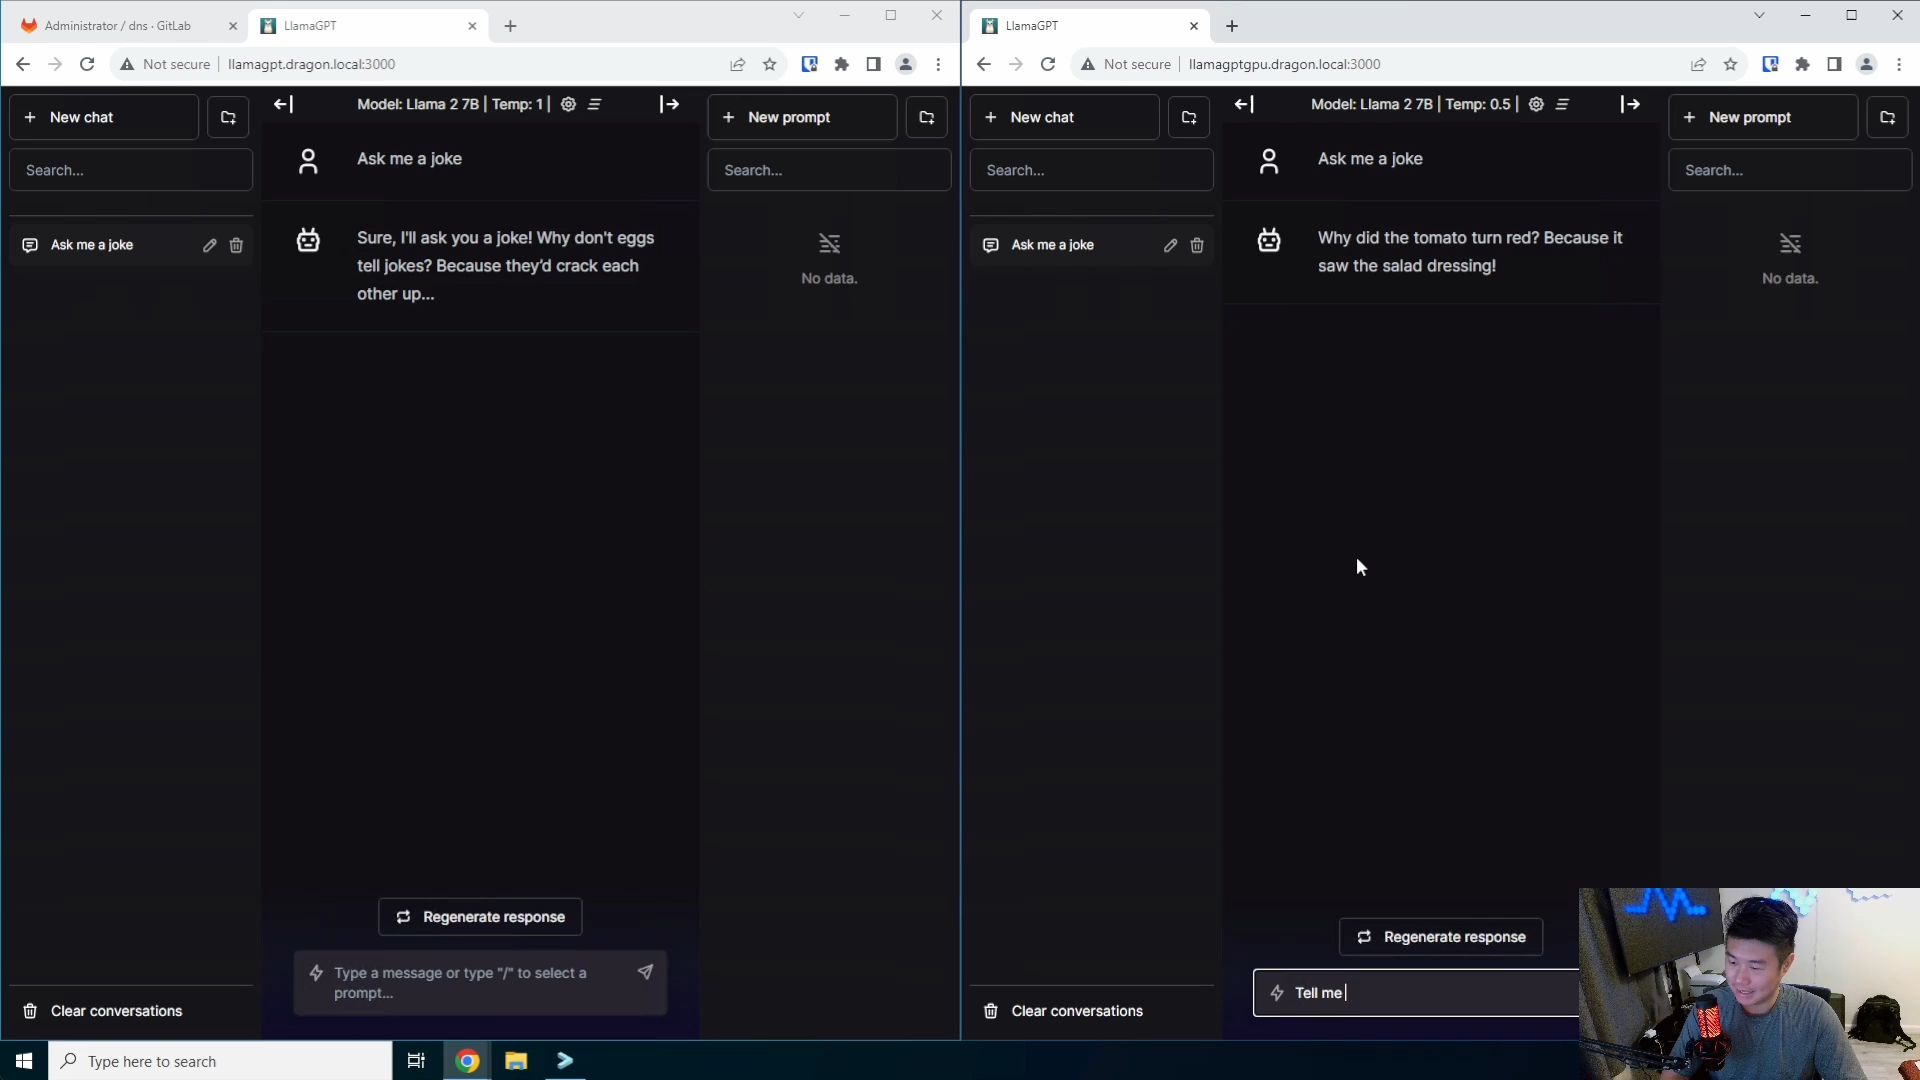 Administrator / dns · GitLab
LlamaGPT
Not secure
llamagpt.dragon.local:3000
New chat
Search...
Ask me a joke
Clear conversations
Model: Llama 2 7B | Temp: 1 |
Ask me a joke
Sure, I'll ask you a joke! Why don't eggs
tell jokes? Because they’d crack each
other up...
Regenerate response
Type a message or type "/" to select a
prompt...
New prompt
Search...
No data.
LlamaGPT
Not secure
llamagptgpu.dragon.local:3000
New chat
Search...
Ask me a joke
Clear conversations
Model: Llama 2 7B | Temp: 0.5 |
Ask me a joke
Why did the tomato turn red? Because it
saw the salad dressing!
Regenerate response
Tell me
New prompt
Search...
No data.
Type here to search